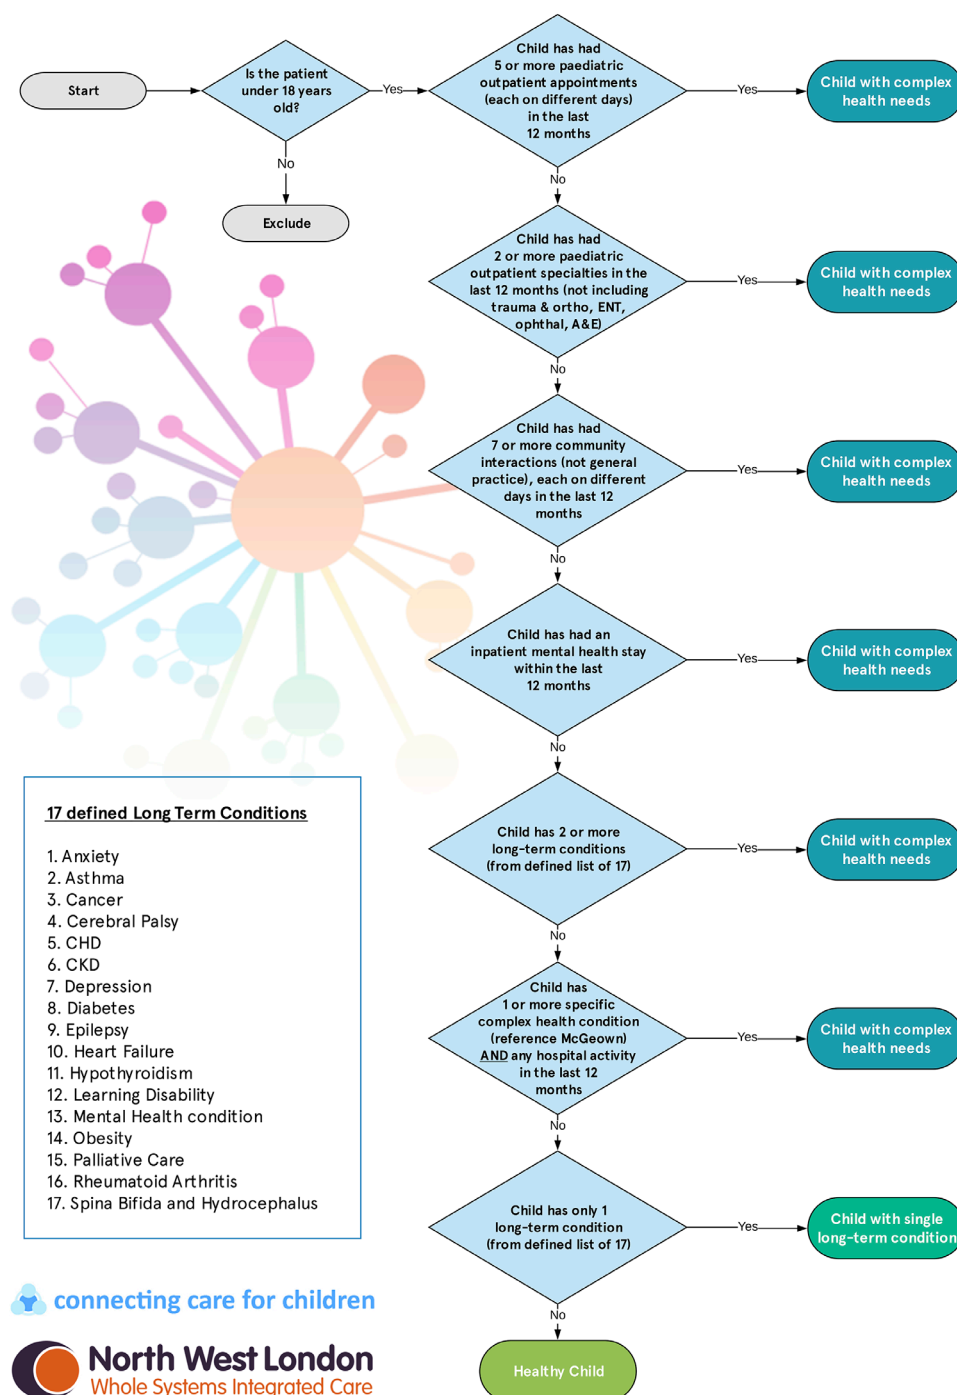 Start
Is the patient
under 18 years
old?
Yes
No
Exclude
Child has had
5 or more paediatric
outpatient appointments
(each on different days)
in the last
12 months
Yes
Child with complex
health needs
No
Child has had
2 or more paediatric
outpatient specialties in the
last 12 months (not including
trauma & ortho, ENT,
ophthal, A&E)
Yes
Child with complex
health needs
No
Child has had
7 or more community
interactions (not general
practice), each on different
days in the last 12
months
Yes
Child with complex
health needs
No
Child has had an
inpatient mental health stay
within the last
12 months
Yes
Child with complex
health needs
No
Child has 2 or more
long-term conditions
(from defined list of 17)
Yes
Child with complex
health needs
No
Child has
1 or more specific
complex health condition
(reference McGeown)
AND any hospital activity
in the last 12
months
Yes
Child with complex
health needs
No
Child has only 1
long-term condition
(from defined list of 17)
Yes
Child with single
long-term condition
No
Healthy Child
17 defined Long Term Conditions
1. Anxiety
2. Asthma
3. Cancer
4. Cerebral Palsy
5. CHD
6. CKD
7. Depression
8. Diabetes
9. Epilepsy
10. Heart Failure
11. Hypothyroidism
12. Learning Disability
13. Mental Health condition
14. Obesity
15. Palliative Care
16. Rheumatoid Arthritis
17. Spina Bifida and Hydrocephalus
connecting care for children
North West London
Whole Systems Integrated Care